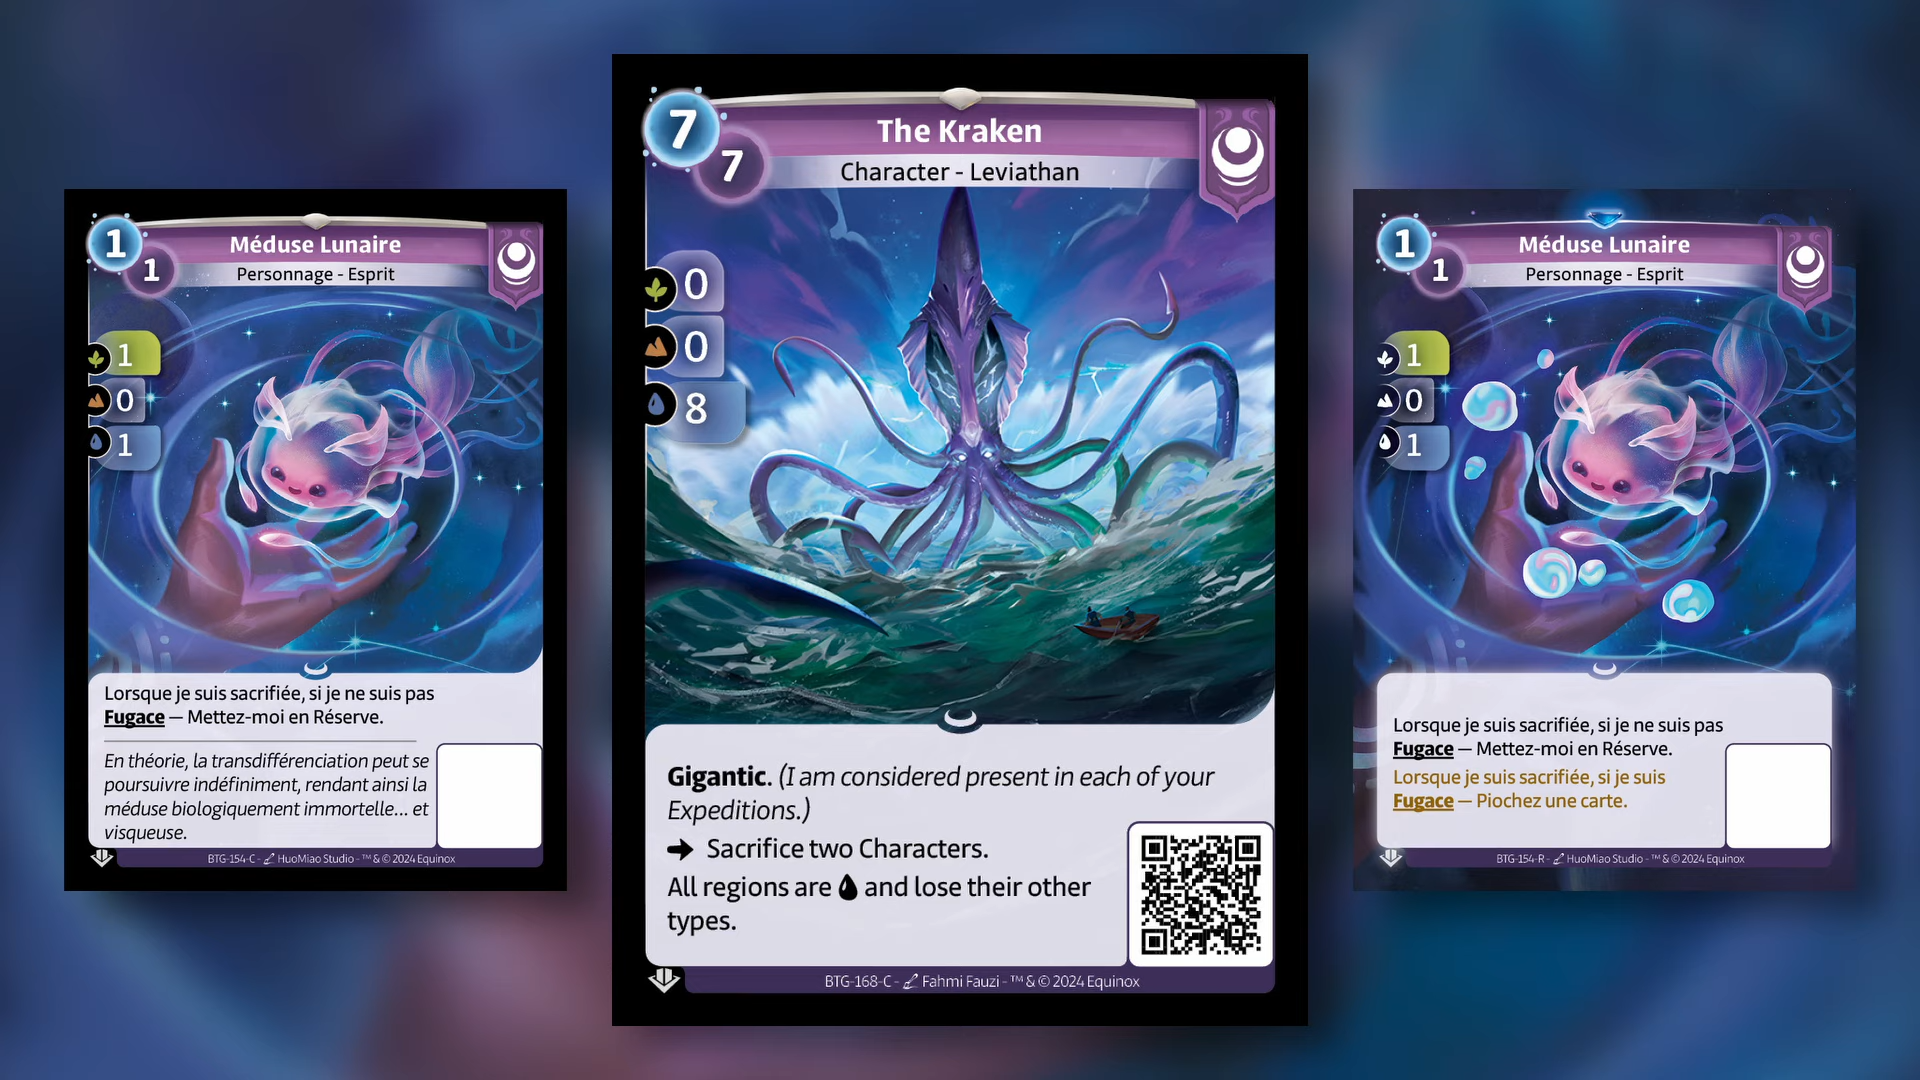 1
1
Méduse Lunaire
Personnage - Esprit
1
0
1
Lorsque je suis sacrifiée, si je ne suis pas
Fugace — Mettez-moi en Réserve.
En théorie, la transdifférenciation peut se
poursuivre indéfiniment, rendant ainsi la
méduse biologiquement immortelle... et
visqueuse.
BTG-154-C - HuoMiao Studio - ™ & © 2024 Equinox
7
7
The Kraken
Character - Leviathan
0
0
8
Gigantic. (I am considered present in each of your
Expeditions.)
Sacrifice two Characters.
All regions are and lose their other
types.
BTG-168-C - Fahmi Fauzi - ™ & © 2024 Equinox
1
1
Méduse Lunaire
Personnage - Esprit
1
0
1
Lorsque je suis sacrifiée, si je ne suis pas
Fugace — Mettez-moi en Réserve.
Lorsque je suis sacrifiée, si je suis
Fugace — Piochez une carte.
BTG-154-R - HuoMiao Studio - ™ & © 2024 Equinox